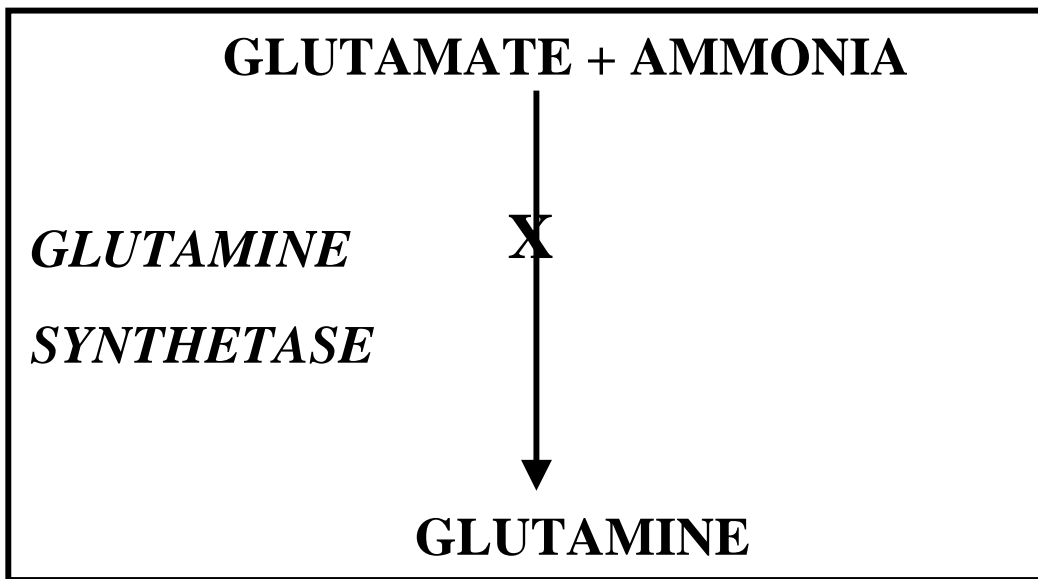 GLUTAMATE + AMMONIA
X
GLUTAMINE
SYNTHETASE
GLUTAMINE